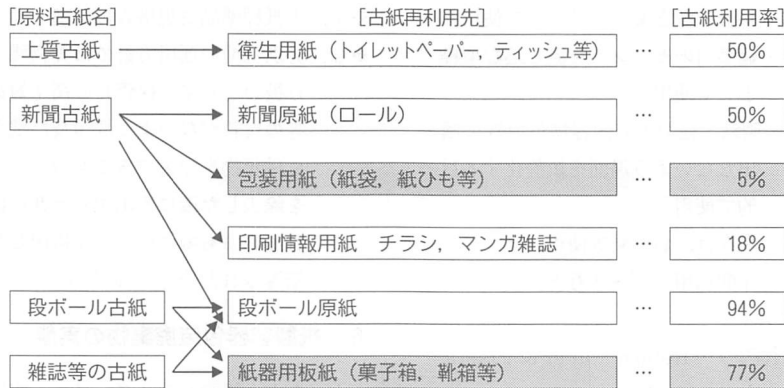 [原料古紙名] [古紙再利用先] [古紙利用率]
上質古紙 衛生用紙（トイレットペーパー，ティッシュ等） … 50%
新聞古紙 新聞原紙（ロール） … 50%
包装用紙（紙袋，紙ひも等） … 5%
印刷情報用紙　チラシ，マンガ雑誌 … 18%
段ボール古紙 段ボール原紙 … 94%
雑誌等の古紙 紙器用板紙（菓子箱，靴箱等） … 77%